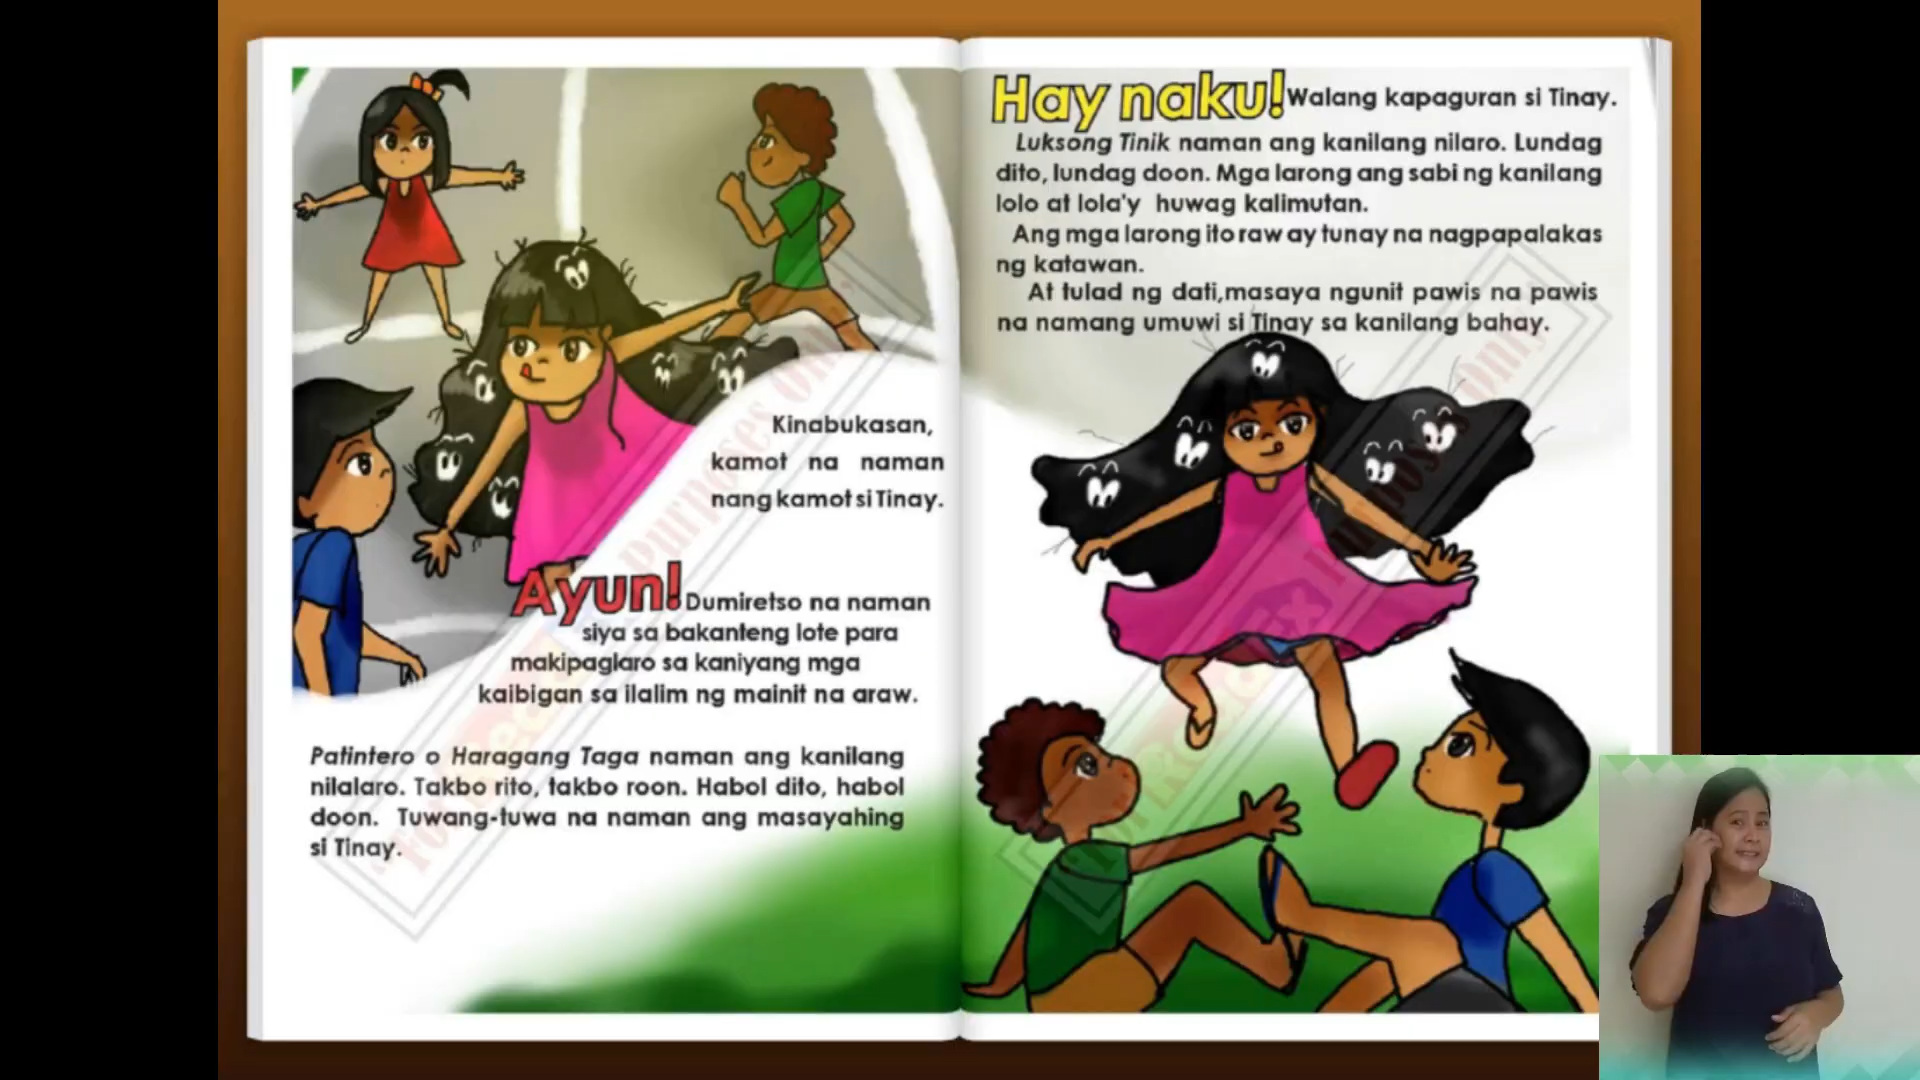 Kinabukasan,
kamot na naman
nang kamot si Tinay.
Ayun! Dumiretso na naman
siya sa bakanteng lote para
makipaglaro sa kaniyang mga
kaibigan sa ilalim ng mainit na araw.
Patintero o Haragang Taga naman ang kanilang
nilalaro. Takbo rito, takbo roon. Habol dito, habol
doon. Tuwang-tuwa na naman ang masayahing
si Tinay.
Hay naku! Walang kapaguran si Tinay.
Luksong Tinik naman ang kanilang nilaro. Lundag
dito, lundag doon. Mga larong ang sabi ng kanilang
lolo at lola'y huwag kalimutan.
Ang mga larong ito raw ay tunay na nagpapalakas
ng katawan.
At tulad ng dati,masaya ngunit pawis na pawis
na namang umuwi si Tinay sa kanilang bahay.